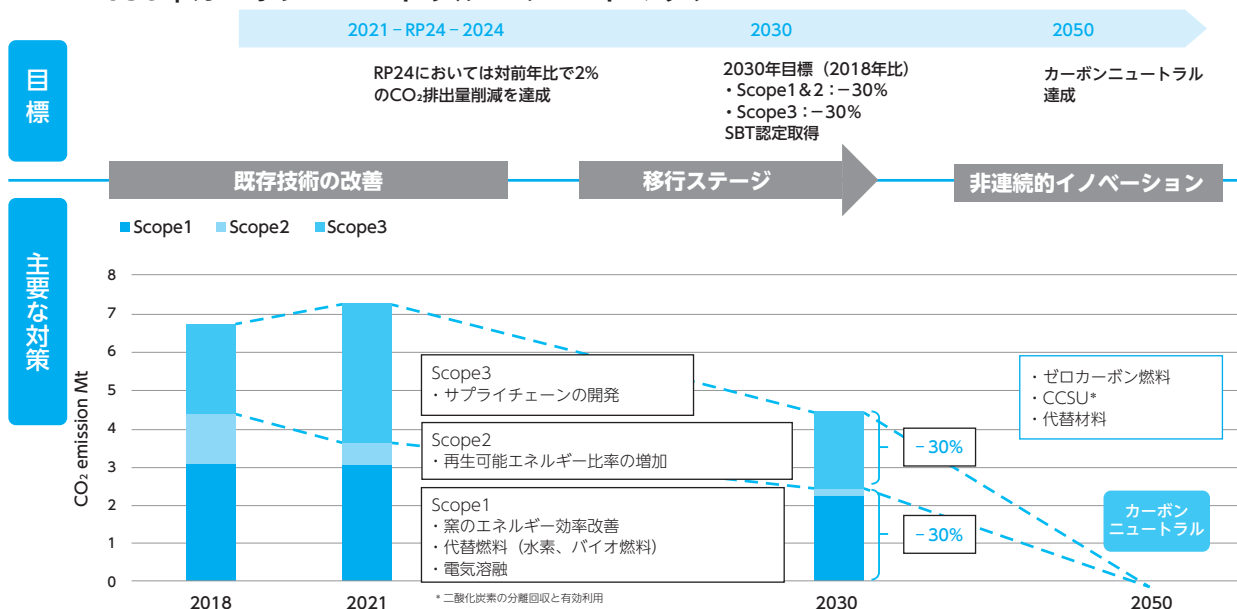 2021 – RP24 – 2024
2030
2050
目標
RP24においては対前年比で2%
のCO₂排出量削減を達成
2030年目標（2018年比）
・Scope1&2：－30%
・Scope3：－30%
SBT認定取得
カーボンニュートラル
達成
既存技術の改善
移行ステージ
非連続的イノベーション
主要な対策
Scope1
Scope2
Scope3
CO₂ emission Mt
8
7
6
5
4
3
2
1
0
Scope3
・サプライチェーンの開発
Scope2
・再生可能エネルギー比率の増加
Scope1
・窯のエネルギー効率改善
・代替燃料（水素、バイオ燃料）
・電気溶融
－30%
－30%
・ゼロカーボン燃料
・CCSU*
・代替材料
カーボン
ニュートラル
* 二酸化炭素の分離回収と有効利用
2018
2021
2030
2050